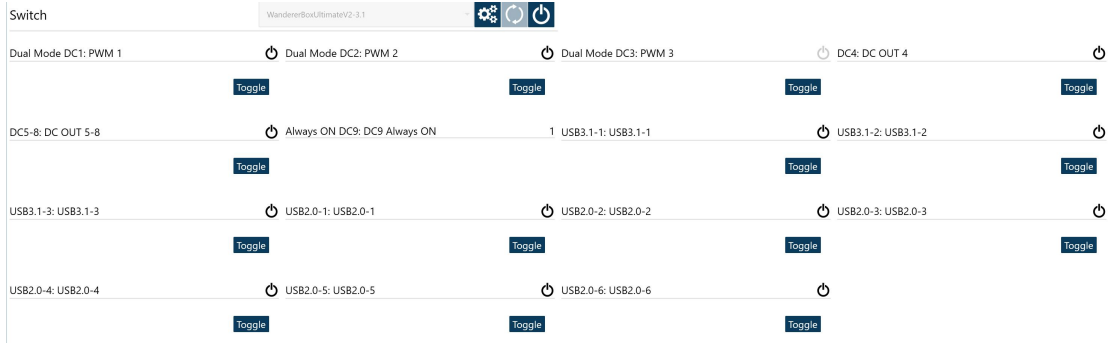 Switch WandererBoxUltimateV2-3.1
Dual Mode DC1: PWM 1 Dual Mode DC2: PWM 2 Dual Mode DC3: PWM 3 DC4: DC OUT 4
Toggle Toggle Toggle Toggle
DC5-8: DC OUT 5-8 Always ON DC9: DC9 Always ON 1 USB3.1-1: USB3.1-1 USB3.1-2: USB3.1-2
Toggle Toggle Toggle
USB3.1-3: USB3.1-3 USB2.0-1: USB2.0-1 USB2.0-2: USB2.0-2 USB2.0-3: USB2.0-3
Toggle Toggle Toggle Toggle
USB2.0-4: USB2.0-4 USB2.0-5: USB2.0-5 USB2.0-6: USB2.0-6
Toggle Toggle Toggle